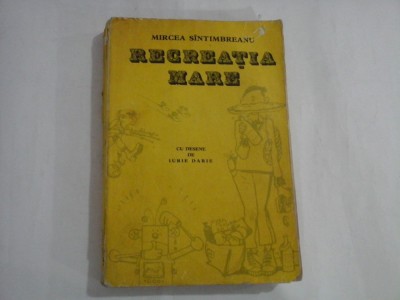 MIRCEA SÎNTIMBREANU
RECREAȚIA
MARE
CU DESENE
DE
IURIE DARIE